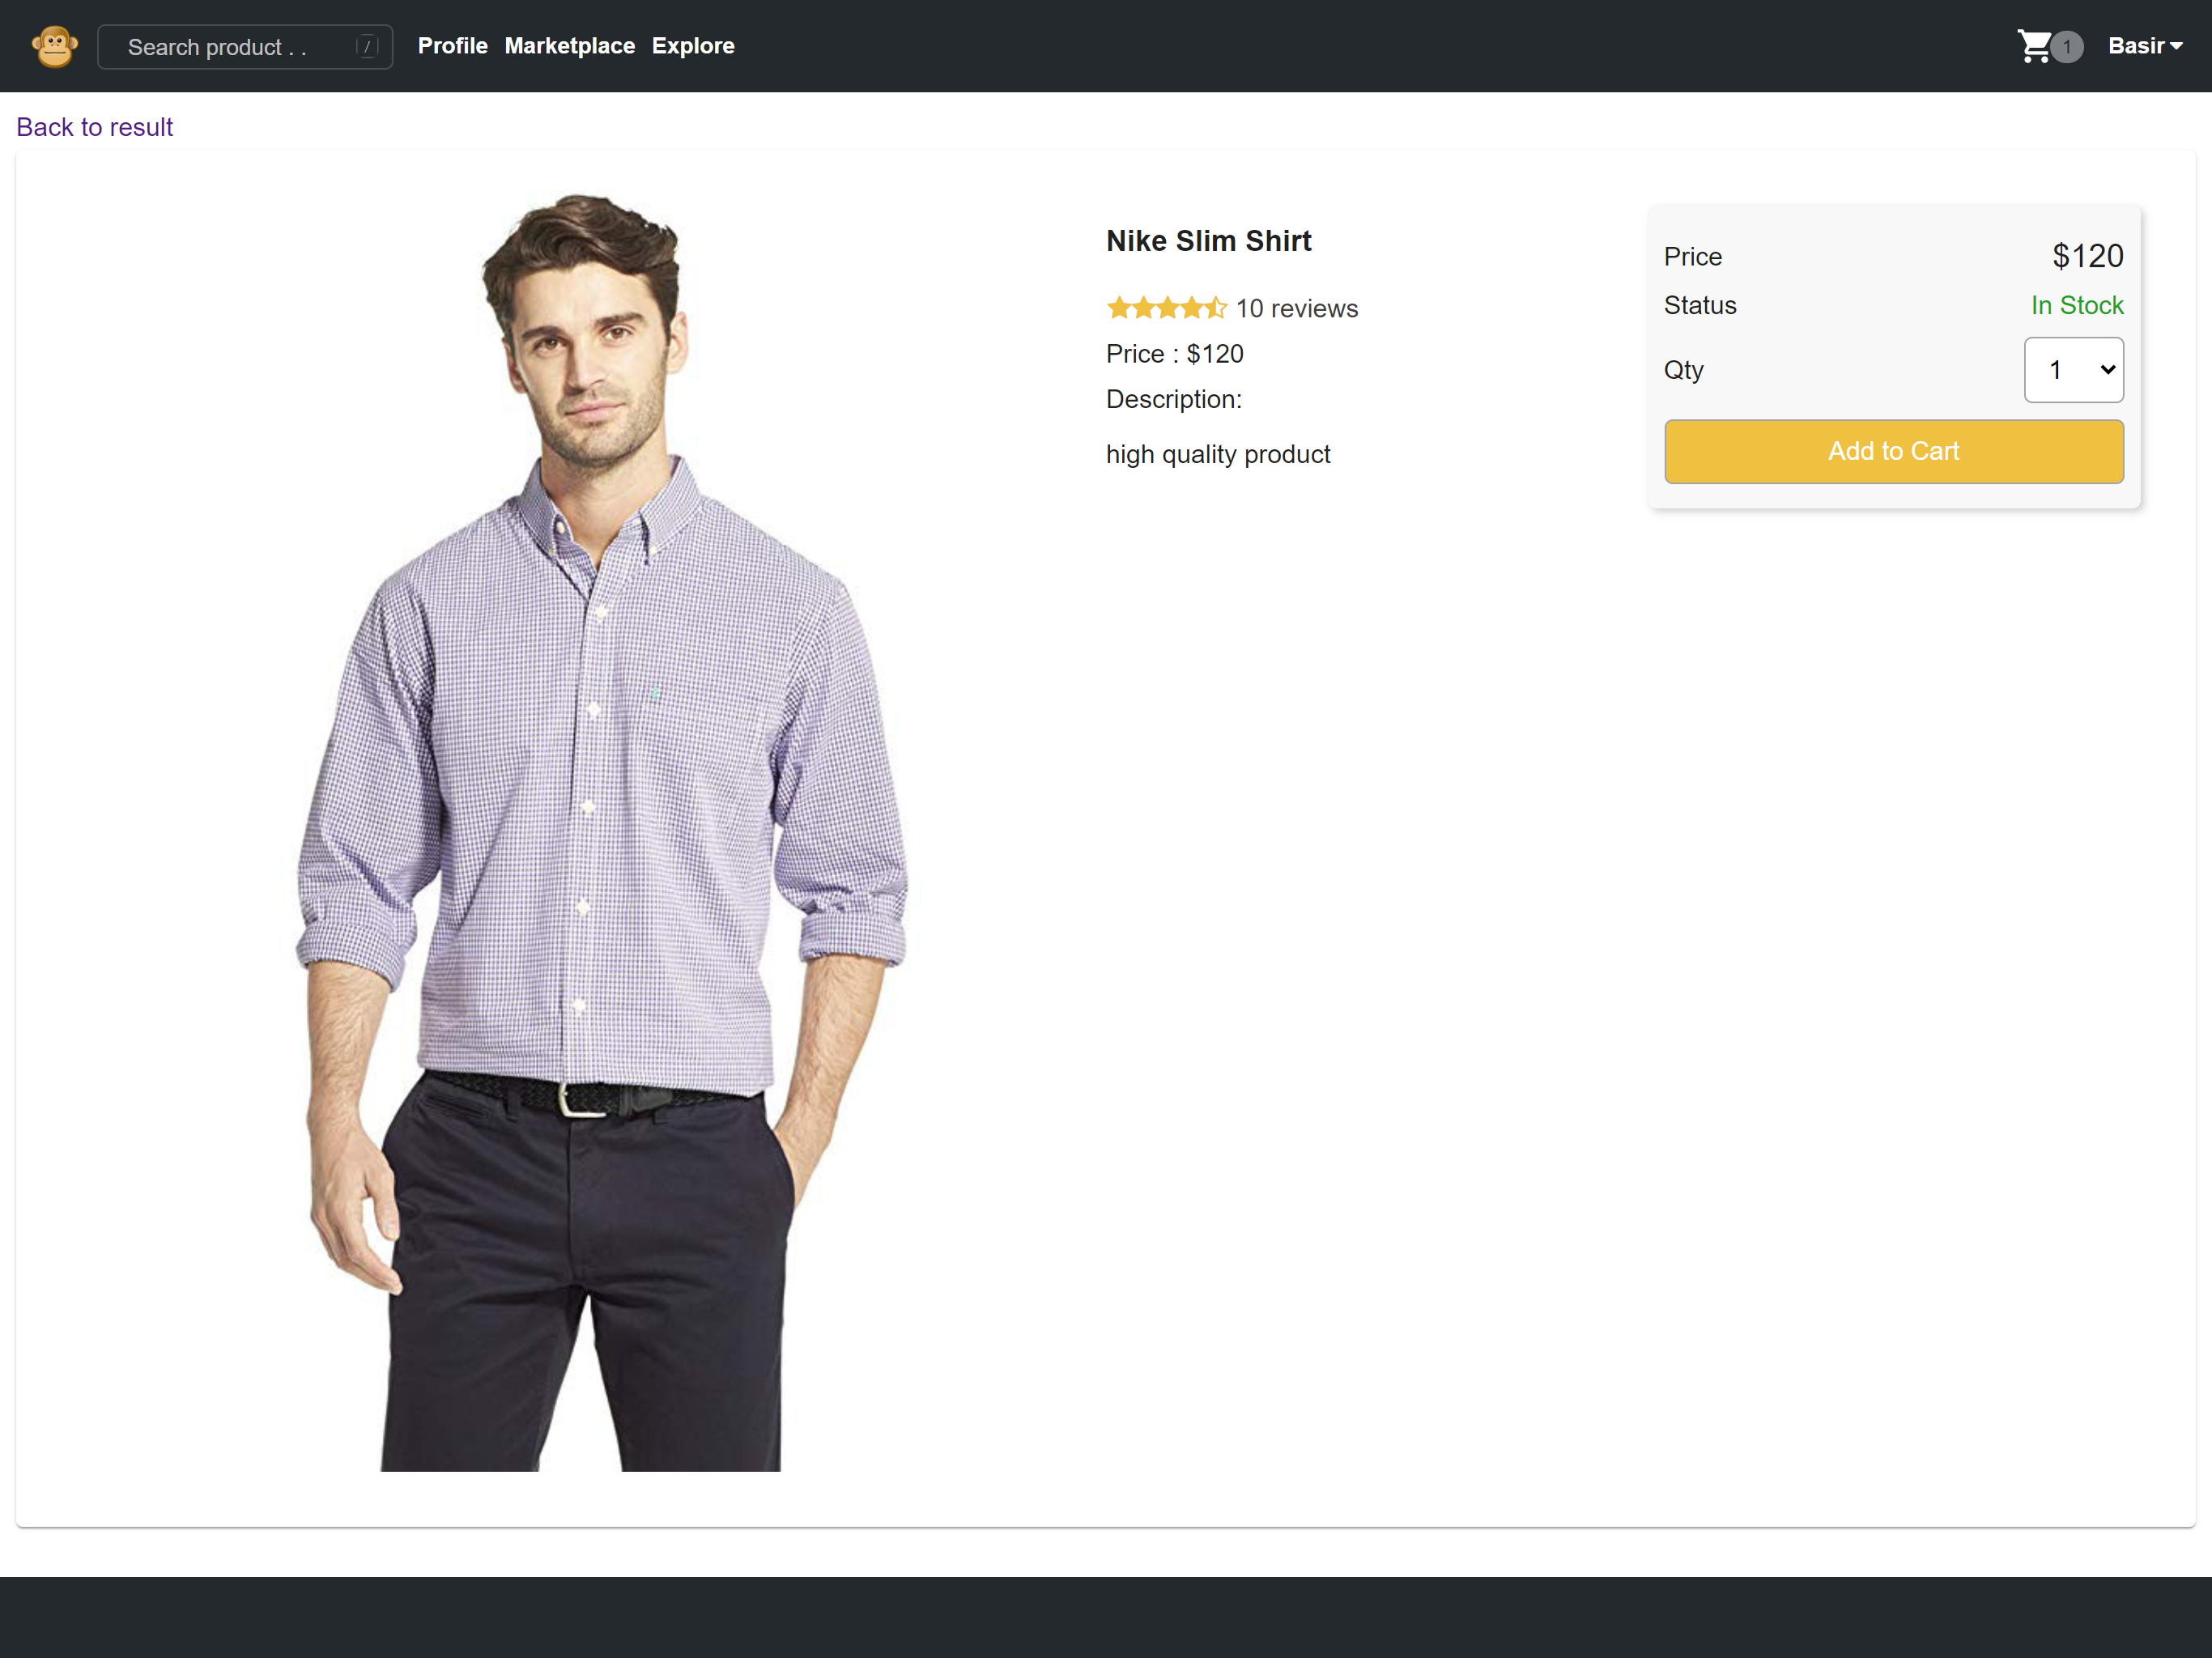 Search product . . /
Profile Marketplace Explore
1
Basir
Back to result
Nike Slim Shirt
10 reviews
Price : $120
Description:
high quality product
Price $120
Status In Stock
Qty 1
Add to Cart